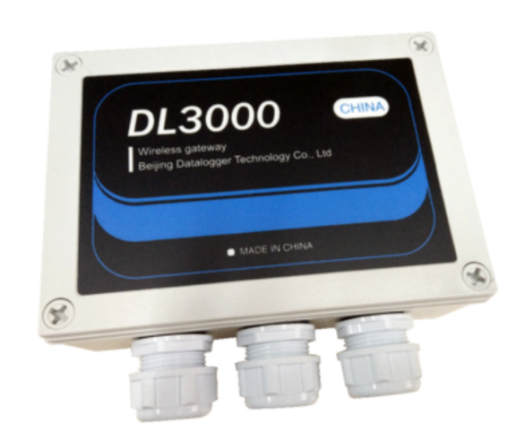 DL3000
CHINA
Wireless gateway
Beijing Datalogger Technology Co., Ltd
MADE IN CHINA